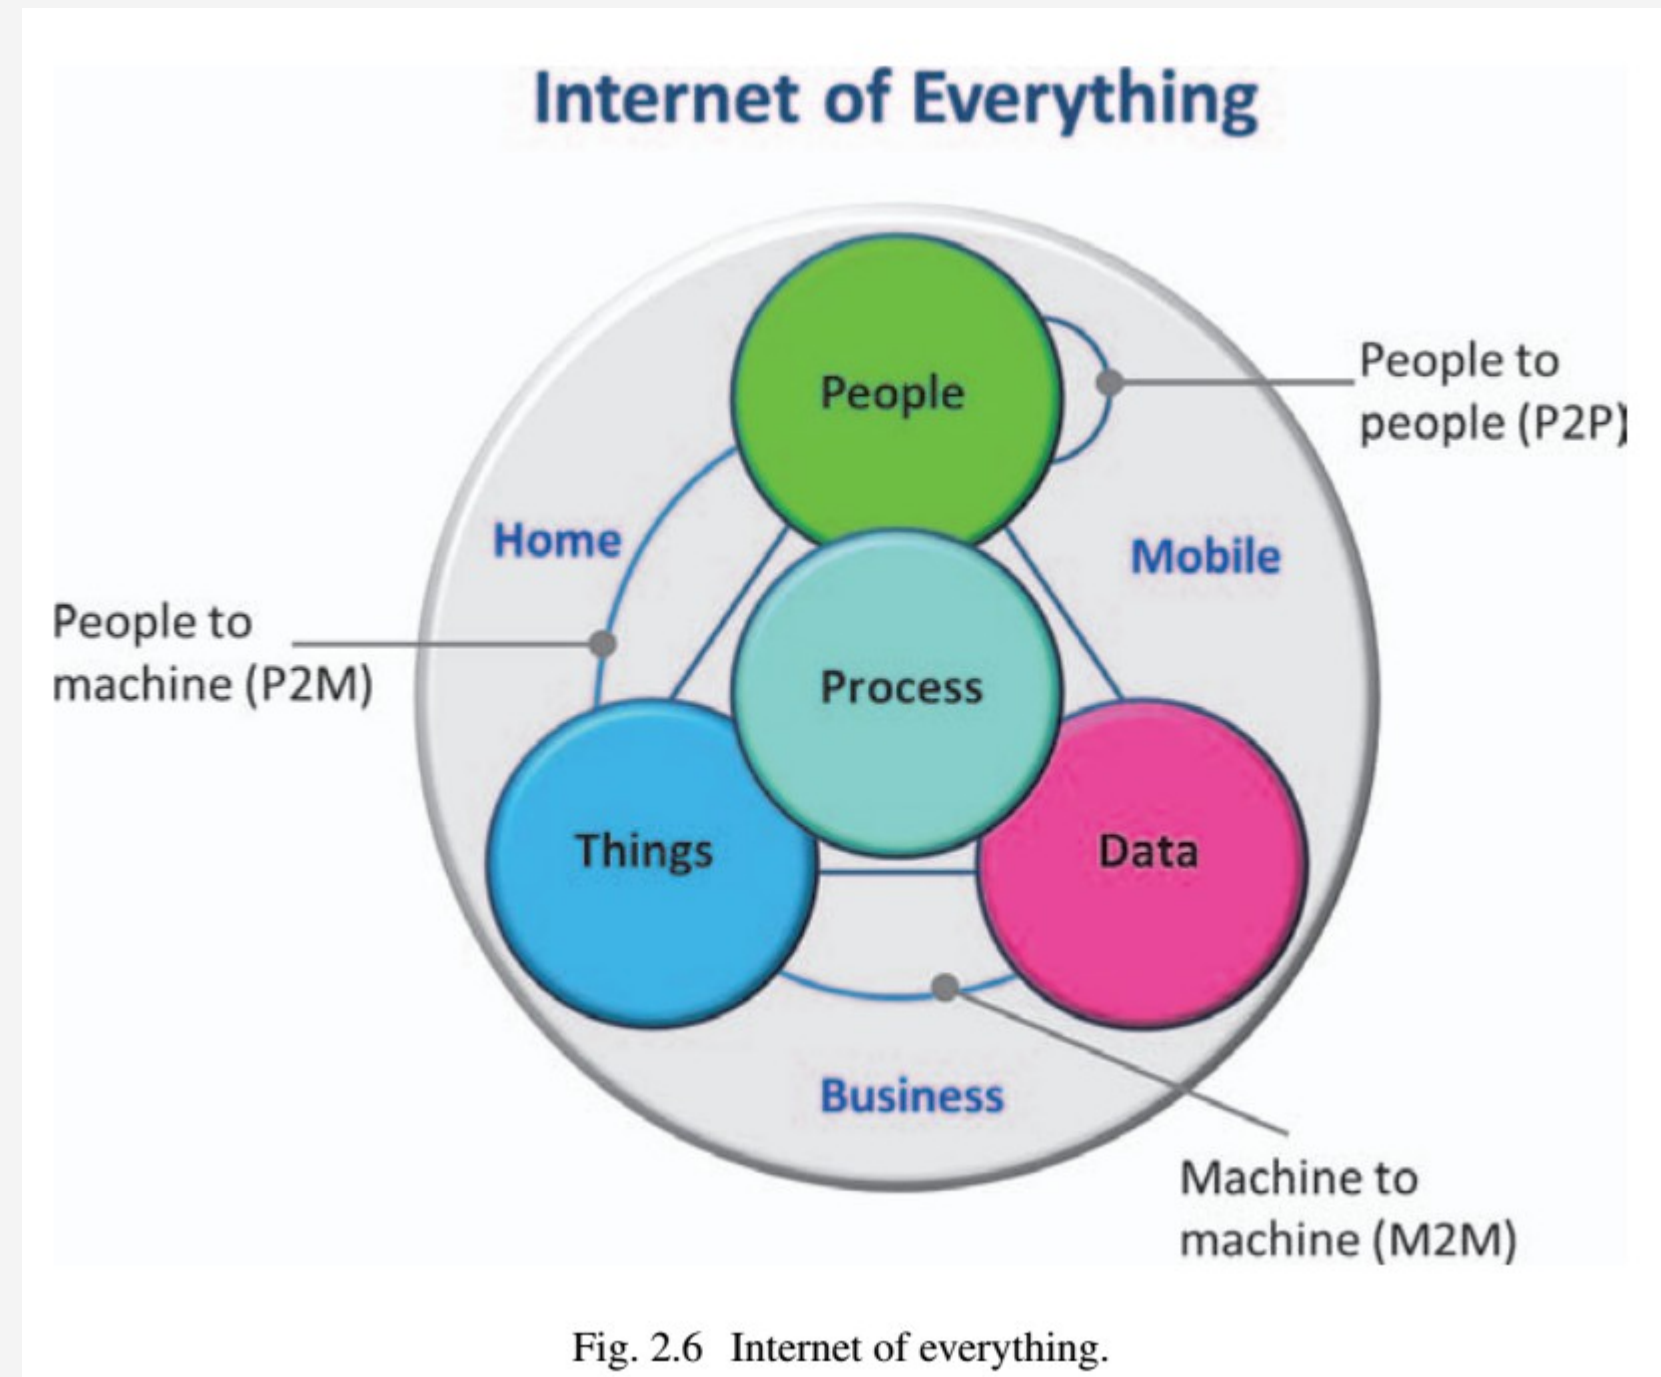 Internet of Everything
People
People to
people (P2P)
Home
Mobile
People to
machine (P2M)
Process
Things
Data
Business
Machine to
machine (M2M)
Fig. 2.6 Internet of everything.